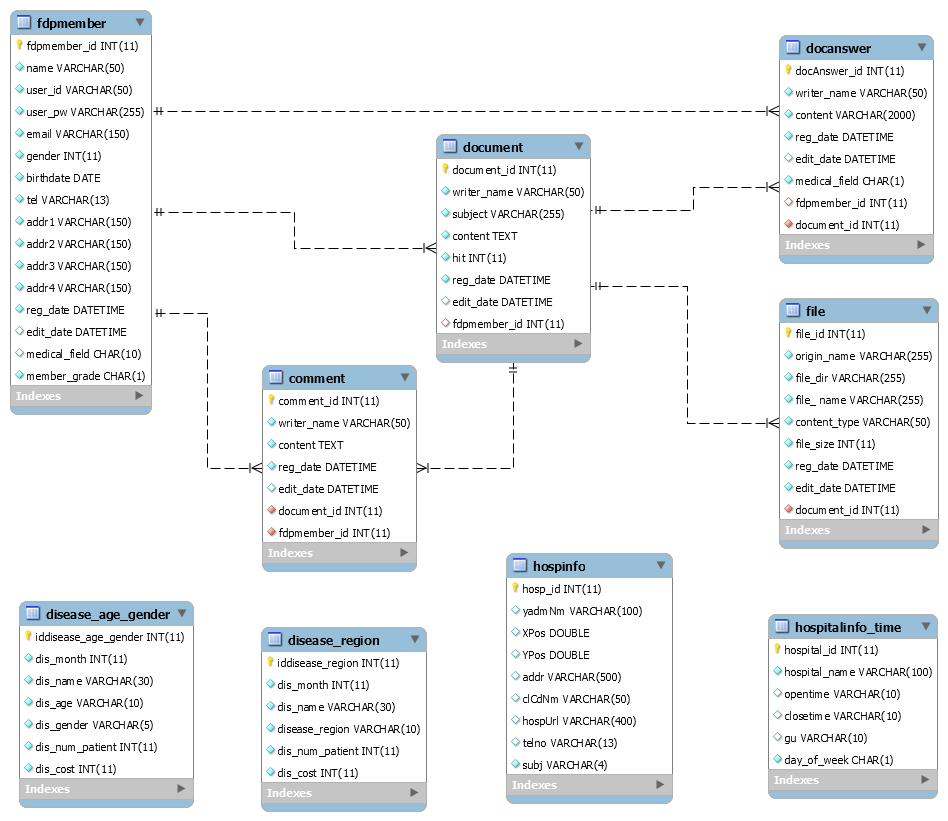 fdpmember
fdpmember_id INT(11)
name VARCHAR(50)
user_id VARCHAR(50)
user_pw VARCHAR(255)
email VARCHAR(150)
gender INT(11)
birthdate DATE
tel VARCHAR(13)
addr1 VARCHAR(150)
addr2 VARCHAR(150)
addr3 VARCHAR(150)
addr4 VARCHAR(150)
reg_date DATETIME
edit_date DATETIME
medical_field CHAR(10)
member_grade CHAR(1)
Indexes
document
document_id INT(11)
writer_name VARCHAR(50)
subject VARCHAR(255)
content TEXT
hit INT(11)
reg_date DATETIME
edit_date DATETIME
fdpmember_id INT(11)
Indexes
docanswer
docAnswer_id INT(11)
writer_name VARCHAR(50)
content VARCHAR(2000)
reg_date DATETIME
edit_date DATETIME
medical_field CHAR(1)
fdpmember_id INT(11)
document_id INT(11)
Indexes
file
file_id INT(11)
origin_name VARCHAR(255)
file_dir VARCHAR(255)
file_ name VARCHAR(255)
content_type VARCHAR(50)
file_size INT(11)
reg_date DATETIME
edit_date DATETIME
document_id INT(11)
Indexes
comment
comment_id INT(11)
writer_name VARCHAR(50)
content TEXT
reg_date DATETIME
edit_date DATETIME
document_id INT(11)
fdpmember_id INT(11)
Indexes
disease_age_gender
iddisease_age_gender INT(11)
dis_month INT(11)
dis_name VARCHAR(30)
dis_age VARCHAR(10)
dis_gender VARCHAR(5)
dis_num_patient INT(11)
dis_cost INT(11)
Indexes
disease_region
iddisease_region INT(11)
dis_month INT(11)
dis_name VARCHAR(30)
disease_region VARCHAR(10)
dis_num_patient INT(11)
dis_cost INT(11)
Indexes
hospinfo
hosp_id INT(11)
yadmNm VARCHAR(100)
XPos DOUBLE
YPos DOUBLE
addr VARCHAR(500)
clCdNm VARCHAR(50)
hospUrl VARCHAR(400)
telno VARCHAR(13)
subj VARCHAR(4)
Indexes
hospitalinfo_time
hospital_id INT(11)
hospital_name VARCHAR(100)
opentime VARCHAR(10)
closetime VARCHAR(10)
gu VARCHAR(10)
day_of_week CHAR(1)
Indexes